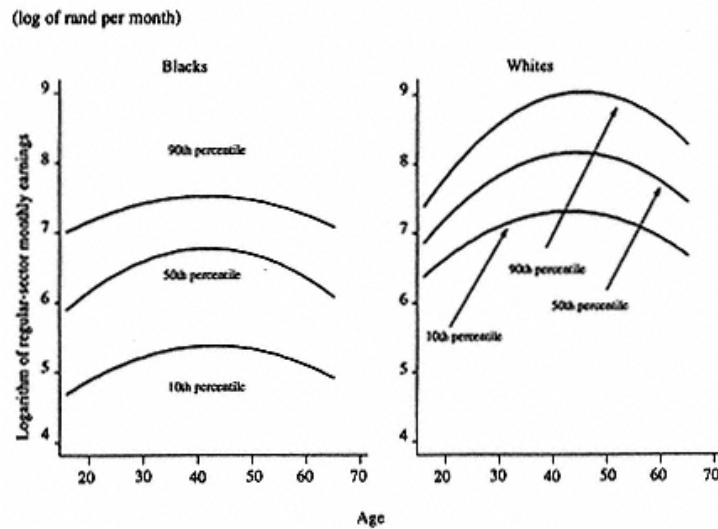 (log of rand per month)
Blacks
Logarithm of regular-sector monthly earnings
9
8
7
6
5
4
90th percentile
50th percentile
10th percentile
20 30 40 50 60 70
Whites
9
8
7
6
5
4
90th percentile
50th percentile
10th percentile
20 30 40 50 60 70
Age